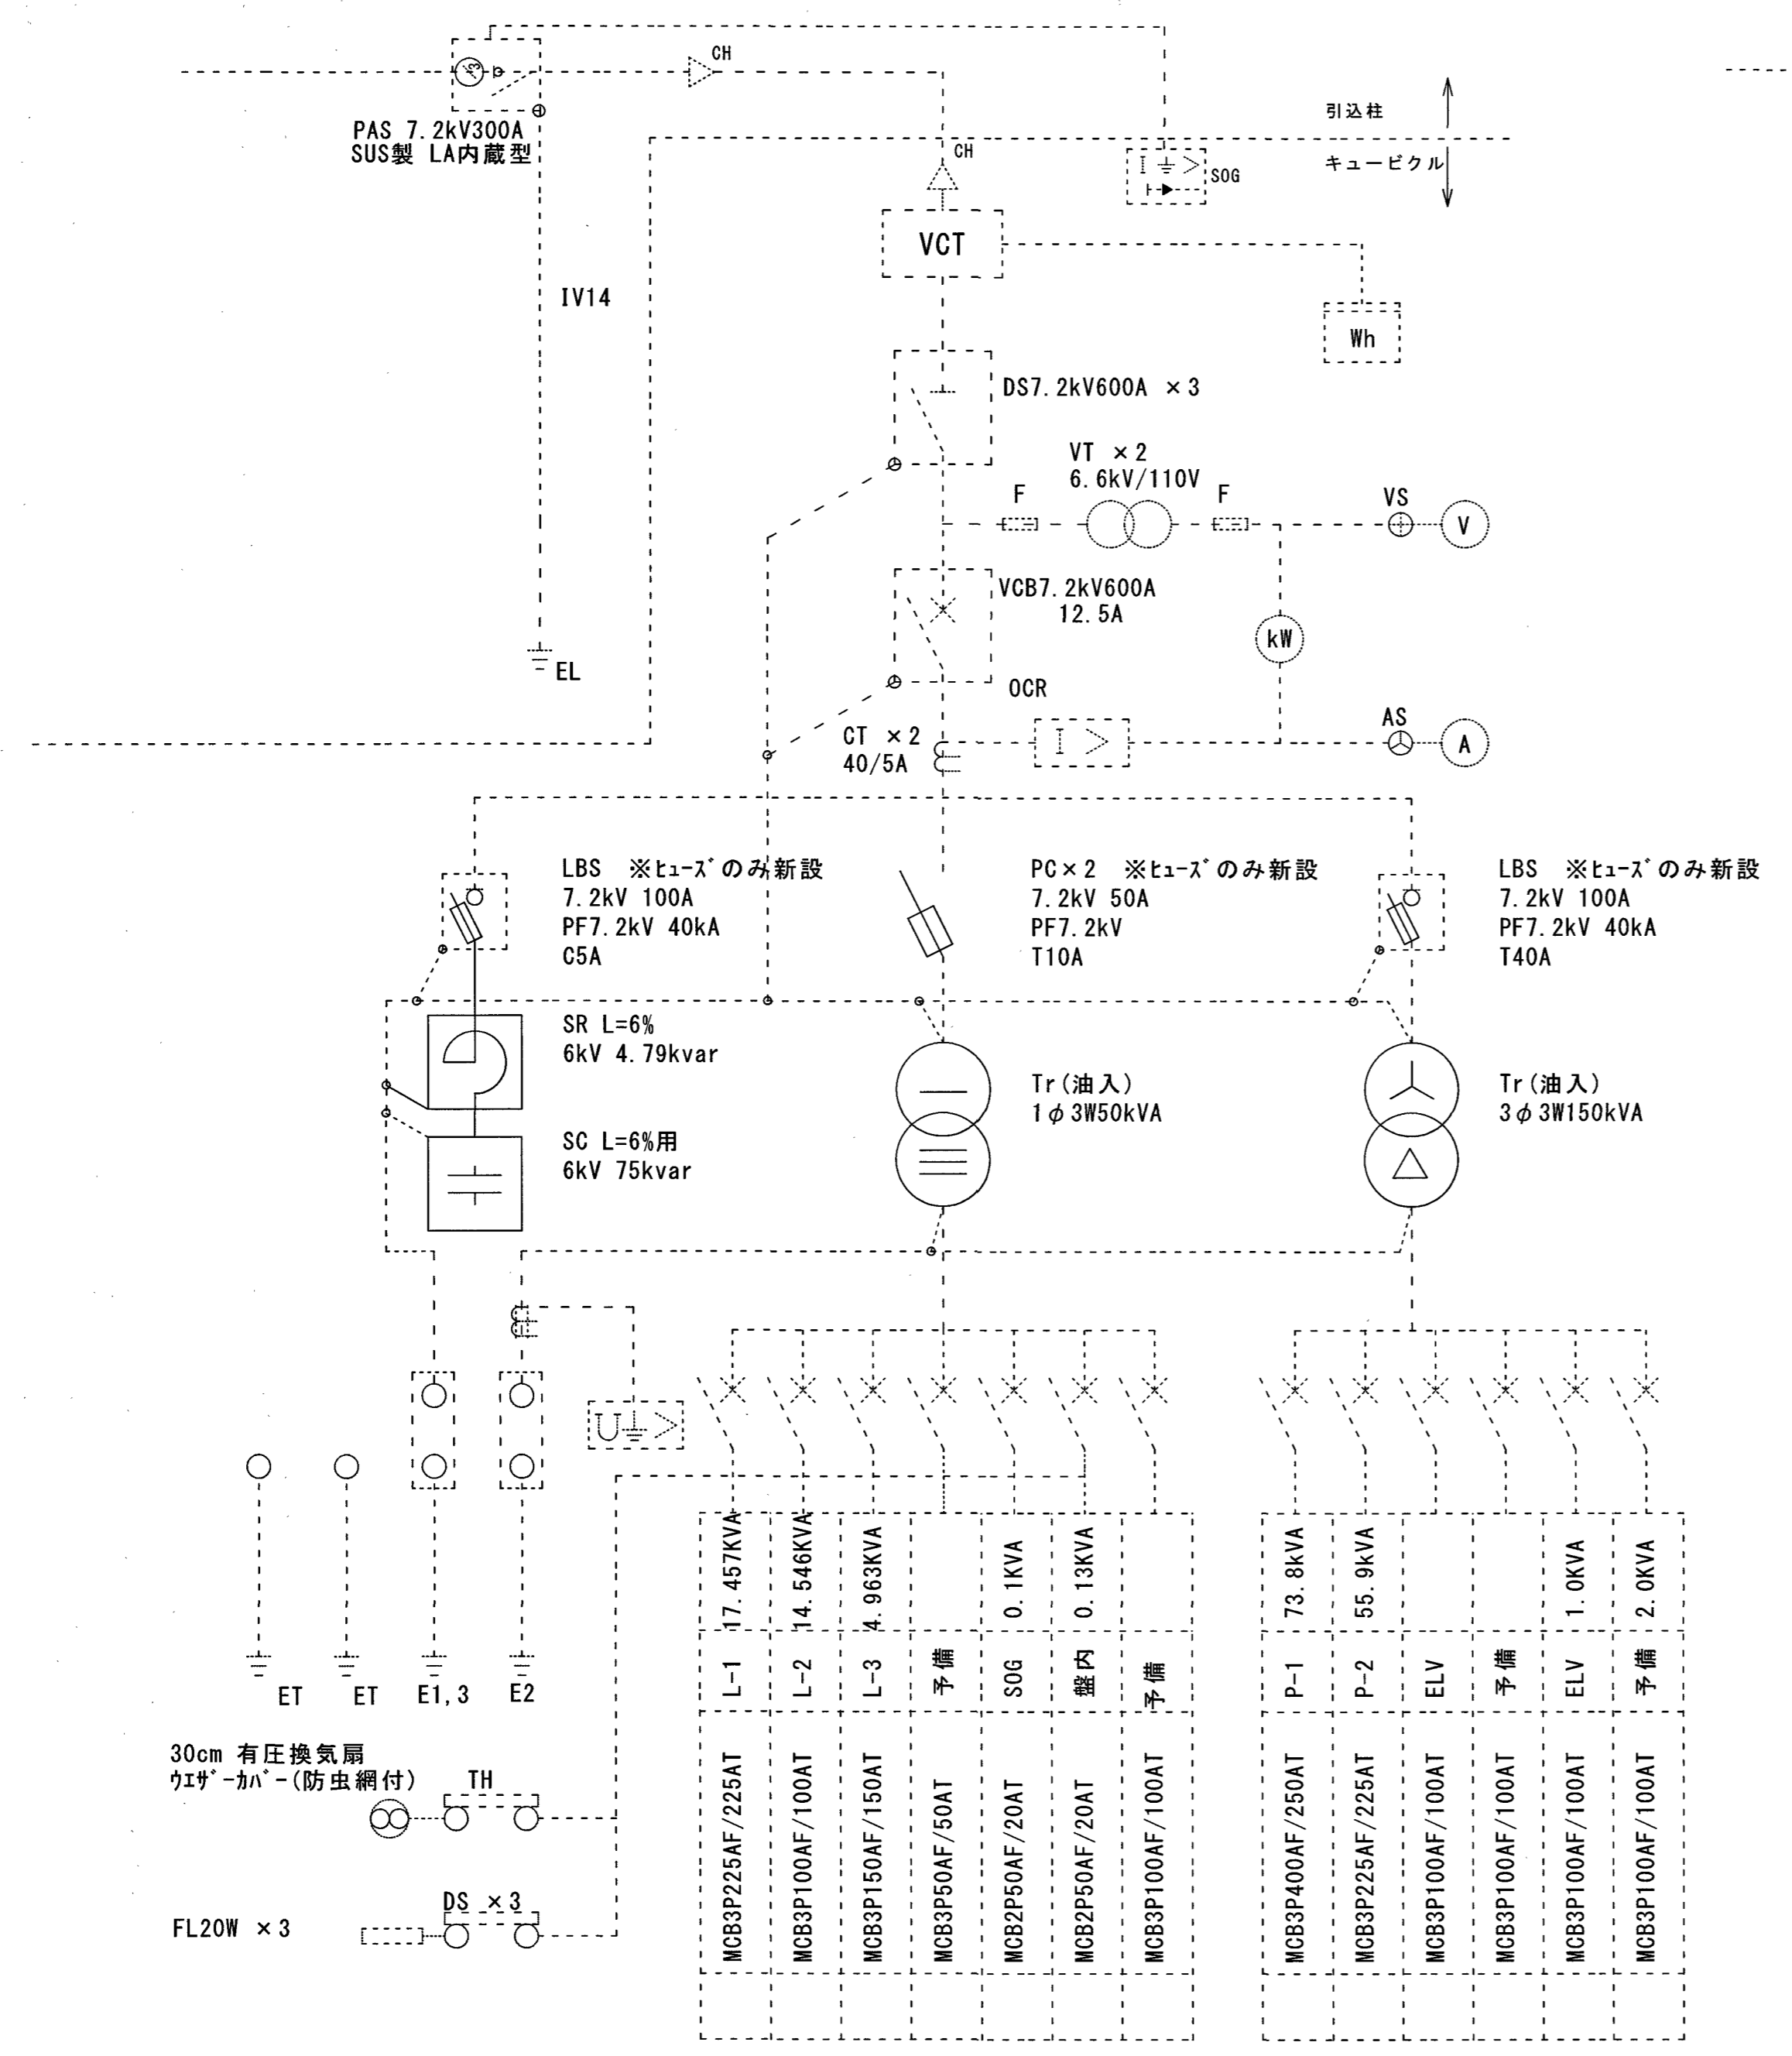 CH
PAS 7.2kV300A
SUS製 LA内蔵型
引込柱
キュービクル
CH
I
SOG
VCT
IV14
Wh
DS7.2kV600A ×3
VT ×2
6.6kV/110V
F
F
VS
V
VCB7.2kV600A
12.5A
kW
EL
OCR
CT ×2
40/5A
I >
AS
A
LBS ※ヒューズのみ新設
7.2kV 100A
PF7.2kV 40kA
C5A
PC×2 ※ヒューズのみ新設
7.2kV 50A
PF7.2kV
T10A
LBS ※ヒューズのみ新設
7.2kV 100A
PF7.2kV 40kA
T40A
SR L=6%
6kV 4.79kvar
Tr(油入)
1φ3W50kVA
Tr(油入)
3φ3W150kVA
SC L=6%用
6kV 75kvar
U >
17.457KVA
14.546KVA
4.963KVA
0.1KVA
0.13KVA
73.8kVA
55.9kVA
1.0KVA
2.0KVA
L-1
L-2
L-3
予備
SOG
盤内
予備
P-1
P-2
ELV
予備
ELV
予備
ET
ET
E1,3
E2
MCB3P225AF/225AT
MCB3P100AF/100AT
MCB3P150AF/150AT
MCB3P50AF/50AT
MCB2P50AF/20AT
MCB2P50AF/20AT
MCB3P100AF/100AT
MCB3P400AF/250AT
MCB3P225AF/225AT
MCB3P100AF/100AT
MCB3P100AF/100AT
MCB3P100AF/100AT
MCB3P100AF/100AT
30cm 有圧換気扇
ウエザーカバー(防虫網付)
TH
DS ×3
FL20W ×3